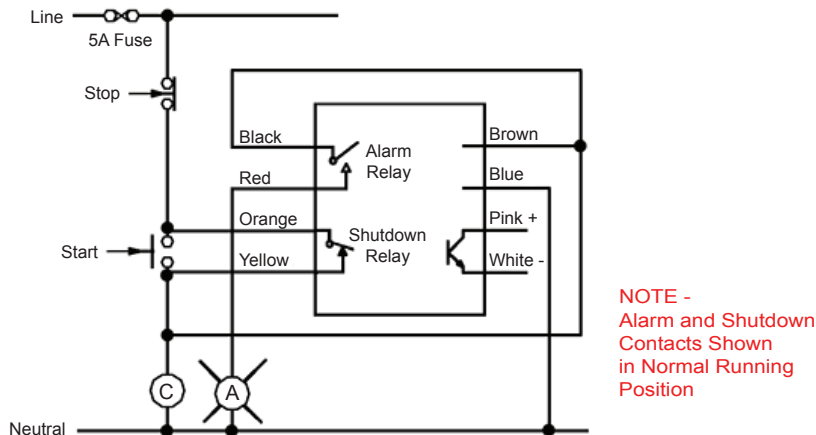 Line
5A Fuse
Stop
Black
Brown
Alarm
Relay
Red
Blue
Orange
Pink +
Start
Shutdown
Relay
Yellow
White -
NOTE -
Alarm and Shutdown
Contacts Shown
in Normal Running
Position
C
A
Neutral